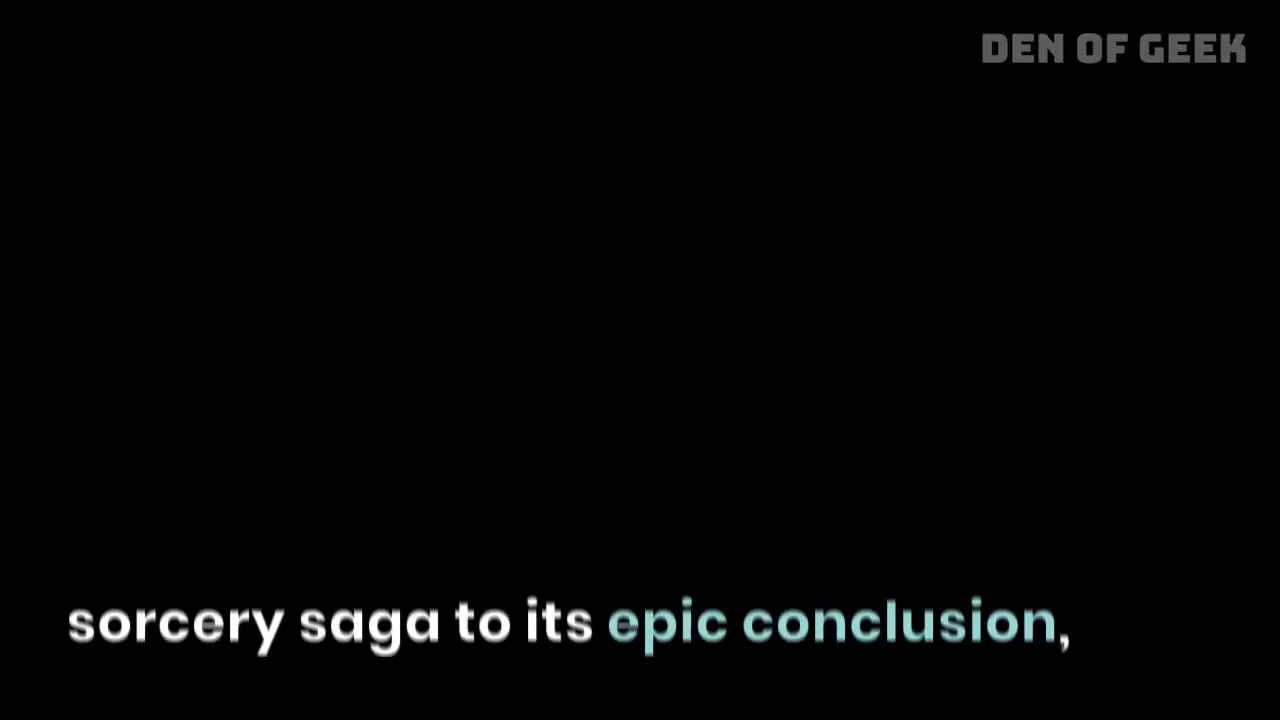 DEN OF GEEK
sorcery saga to its epic conclusion,